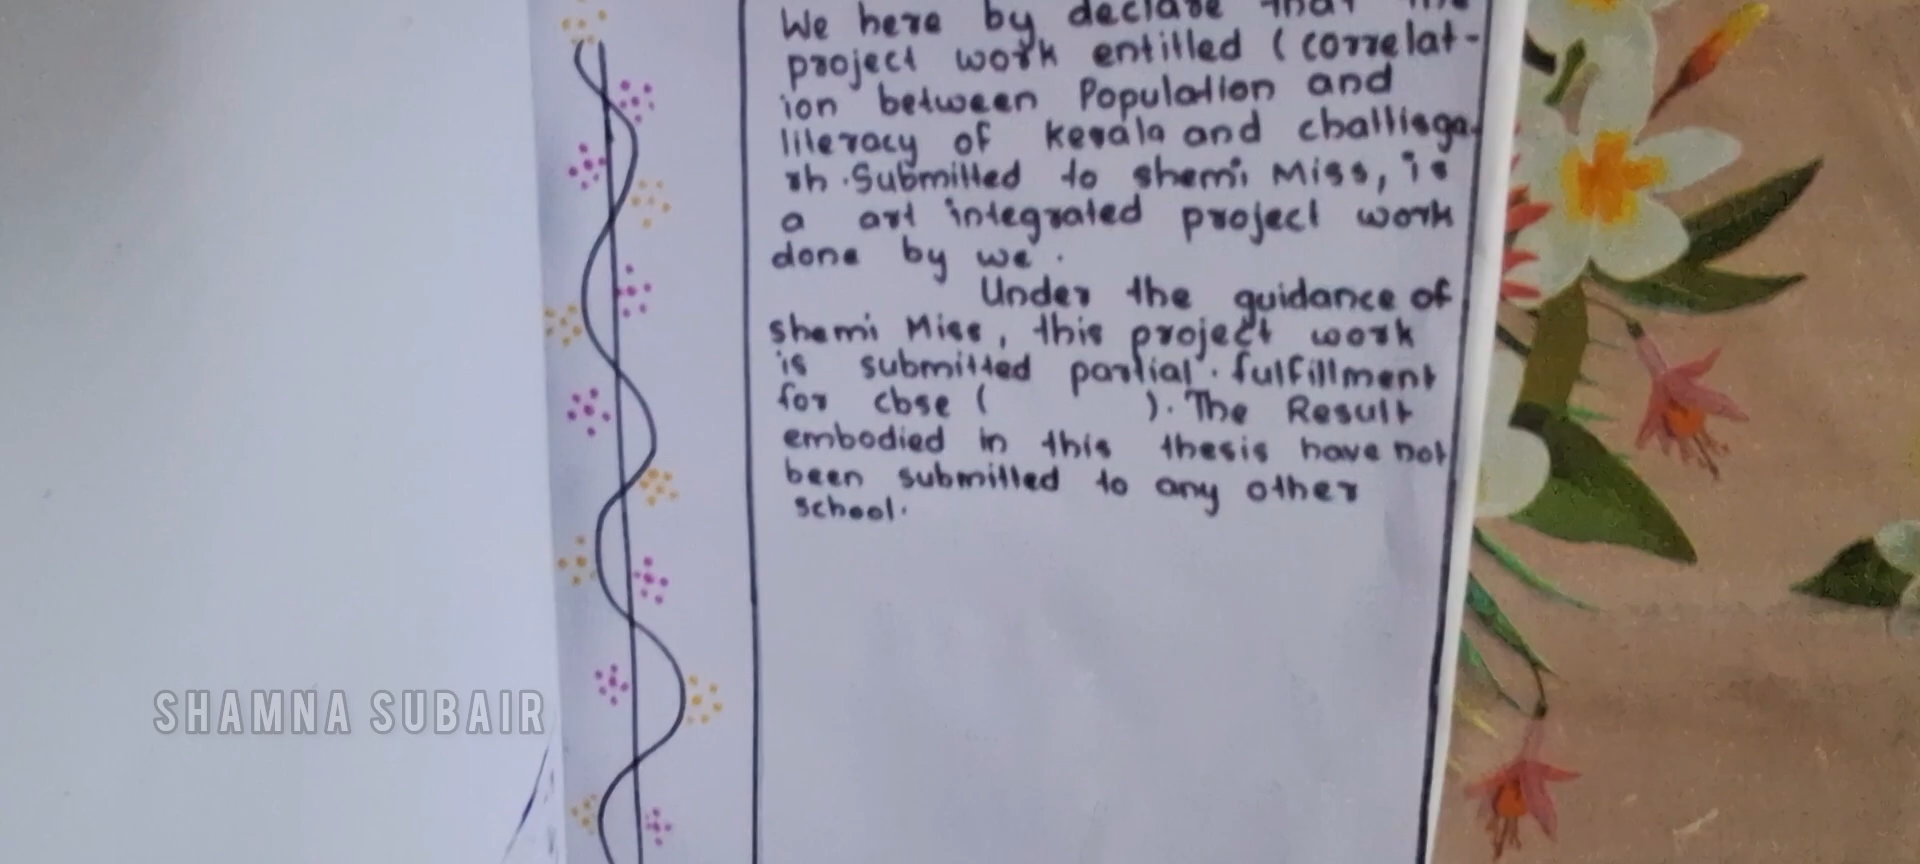 We here by declare that the
project work entitled (correlat-
ion between Population and
literacy of kerala and challisga
rh. Submitted to shemi Miss, is
a art integrated project work
done by we.
Under the guidance of
shemi Miss, this project work
is submitted partial. fulfillment
for cbse ( ). The Result
embodied in this thesis have not
been submitted to any other
school.
SHAMNA SUBAIR